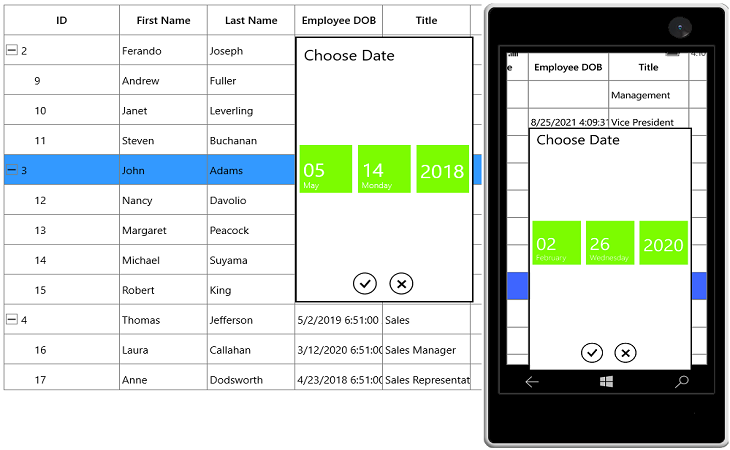 ID First Name Last Name Employee DOB Title
2 Ferando Joseph
Choose Date
9 Andrew Fuller
10 Janet Leverling
11 Steven Buchanan
05 May 14 Monday 2018
3 John Adams
12 Nancy Davolio
13 Margaret Peacock
14 Michael Suyama
15 Robert King
4 Thomas Jefferson 5/2/2019 6:51:00 Sales
16 Laura Callahan 3/12/2020 6:51:00 Sales Manager
17 Anne Dodsworth 4/23/2018 6:51:00 Sales Representat
4:10
e Employee DOB Title
Management
8/25/2021 4:09:31 Vice President
Choose Date
02 February 26 Wednesday 2020